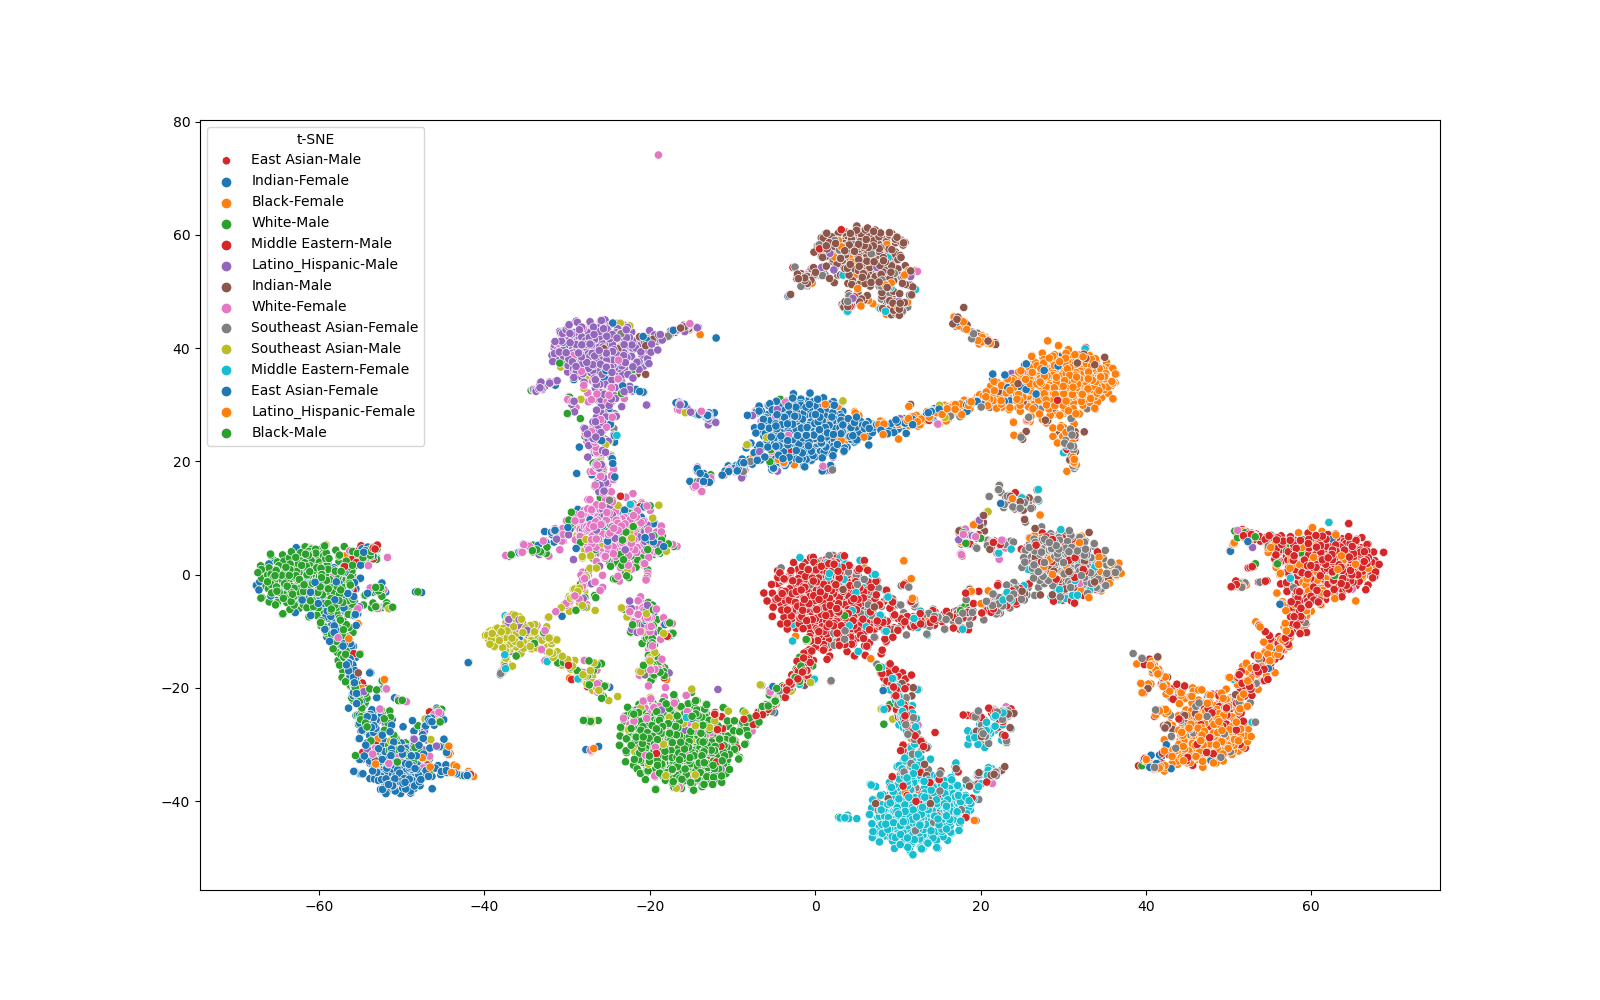 t-SNE
East Asian-Male
Indian-Female
Black-Female
White-Male
Middle Eastern-Male
Latino_Hispanic-Male
Indian-Male
White-Female
Southeast Asian-Female
Southeast Asian-Male
Middle Eastern-Female
East Asian-Female
Latino_Hispanic-Female
Black-Male
80
60
40
20
0
−20
−40
−60 −40 −20 0 20 40 60